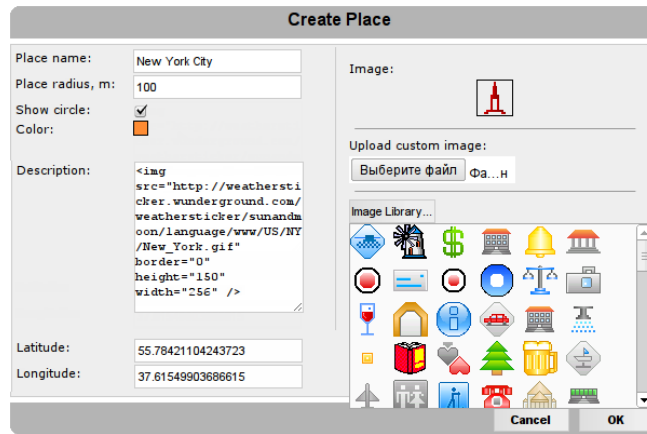 Create Place
Place name:
New York City
Place radius, m:
100
Show circle:
Color:
Description:
<img
src="http://weathersti
cker.wunderground.com/
weathersticker/sunandm
oon/language/www/US/NY
/New_York.gif"
border="0"
height="150"
width="256" />
Latitude:
55.78421104243723
Longitude:
37.61549903686615
Image:
Upload custom image:
Выберите файл Фа...н
Image Library...
Cancel
OK